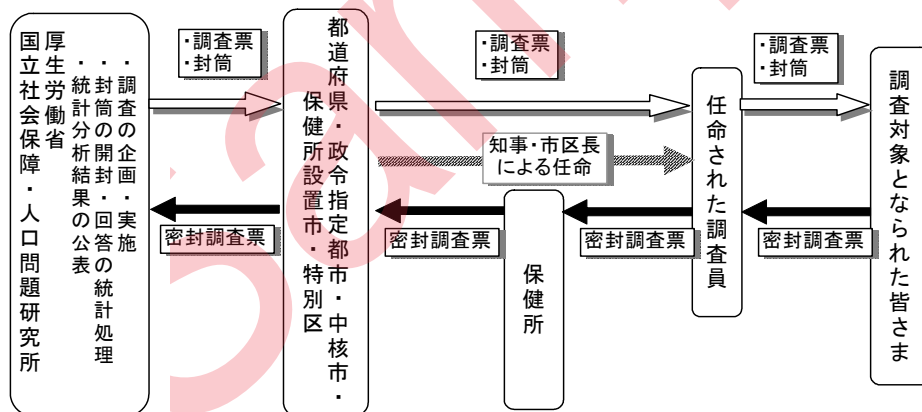 厚生労働省
国立社会保障・人口問題研究所
・調査の企画・実施
・封筒の開封・回答の統計処理
・統計分析結果の公表
・調査票
・封筒
都道府県・政令指定都市・中核市・
保健所設置市・特別区
・調査票
・封筒
知事・市区長
による任命
任命された調査員
・調査票
・封筒
調査対象となられた皆さま
密封調査票
密封調査票
保健所
密封調査票
密封調査票